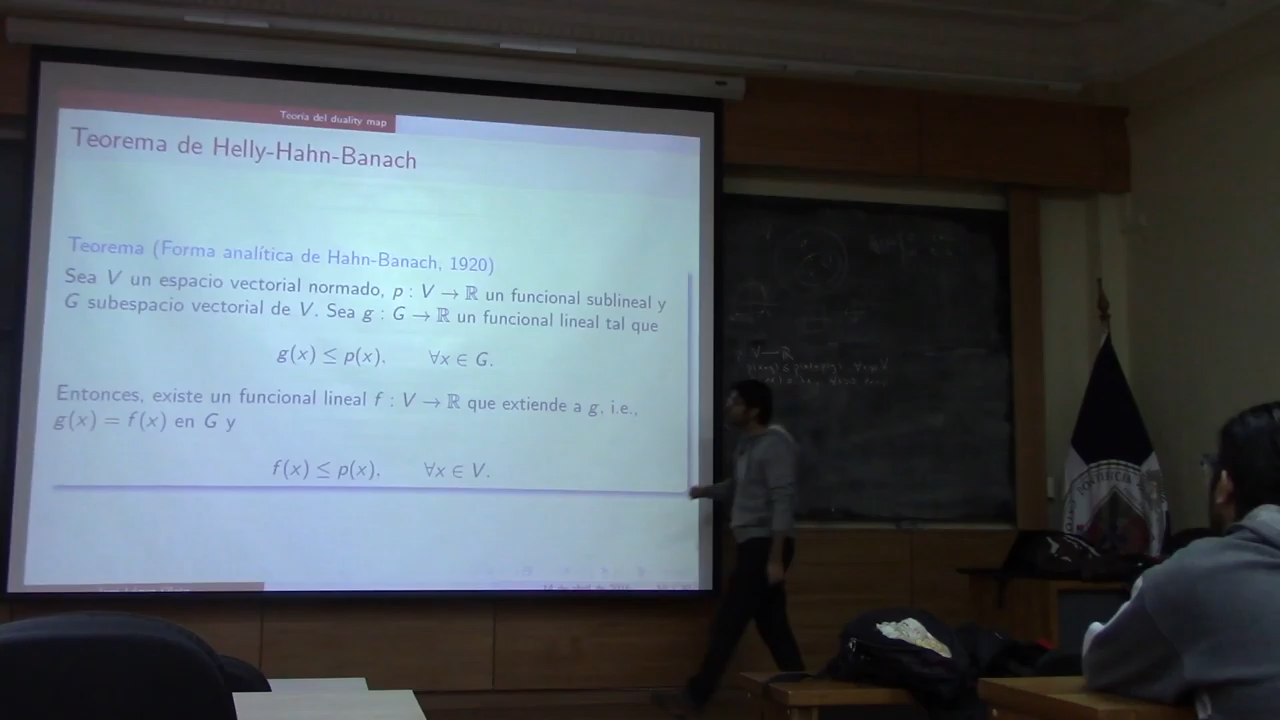 Teoría del duality map
Teorema de Helly-Hahn-Banach
Teorema (Forma analítica de Hahn-Banach, 1920)
Sea V un espacio vectorial normado, p : V → ℝ un funcional sublineal y
G subespacio vectorial de V. Sea g : G → ℝ un funcional lineal tal que
g(x) ≤ p(x), ∀x ∈ G.
Entonces, existe un funcional lineal f : V → ℝ que extiende a g, i.e.,
g(x) = f(x) en G y
f(x) ≤ p(x), ∀x ∈ V.
V → ℝ
PONTIFICIA